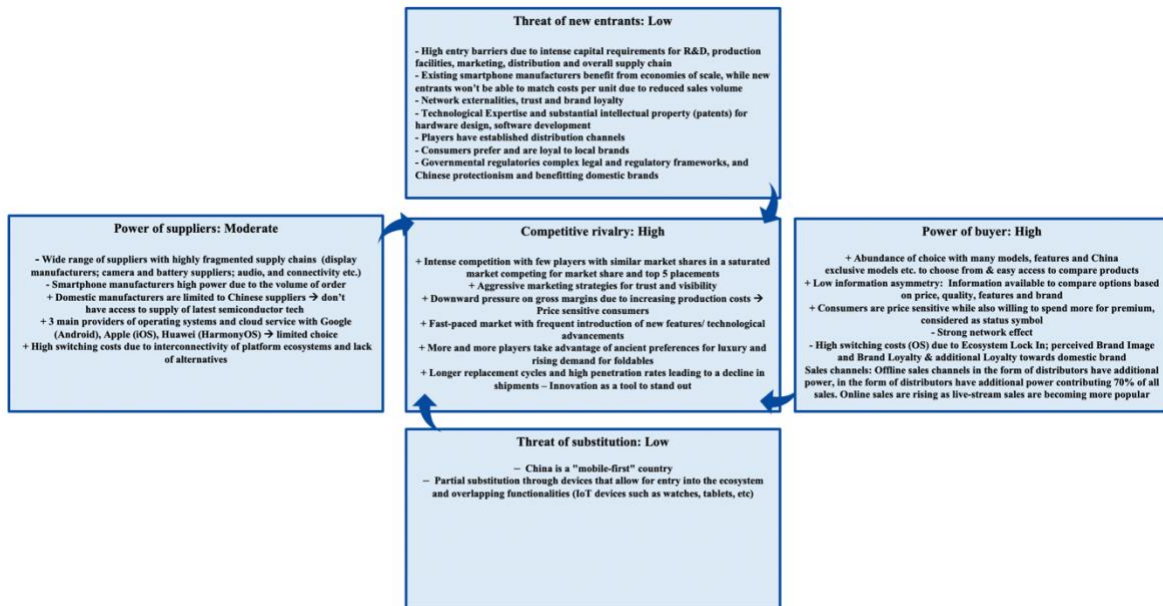 Threat of new entrants: Low
- High entry barriers due to intense capital requirements for R&D, production
facilities, marketing, distribution and overall supply chain
- Existing smartphone manufacturers benefit from economies of scale, while new
entrants won't be able to match costs per unit due to reduced sales volume
- Network externalities, trust and brand loyalty
- Technological Expertise and substantial intellectual property (patents) for
hardware design, software development
- Players have established distribution channels
- Consumers prefer and are loyal to local brands
- Governmental regulatories complex legal and regulatory frameworks, and
Chinese protectionism and benefitting domestic brands
Power of suppliers: Moderate
- Wide range of suppliers with highly fragmented supply chains (display
manufacturers; camera and battery suppliers; audio, and connectivity etc.)
- Smartphone manufacturers high power due to the volume of order
+ Domestic manufacturers are limited to Chinese suppliers → don't
have access to supply of latest semiconductor tech
+ 3 main providers of operating systems and cloud service with Google
(Android), Apple (iOS), Huawei (HarmonyOS) → limited choice
+ High switching costs due to interconnectivity of platform ecosystems and lack
of alternatives
Competitive rivalry: High
+ Intense competition with few players with similar market shares in a saturated
market competing for market share and top 5 placements
+ Aggressive marketing strategies for trust and visibility
+ Downward pressure on gross margins due to increasing production costs →
Price sensitive consumers
+ Fast-paced market with frequent introduction of new features/ technological
advancements
+ More and more players take advantage of ancient preferences for luxury and
rising demand for foldables
+ Longer replacement cycles and high penetration rates leading to a decline in
shipments – Innovation as a tool to stand out
Power of buyer: High
+ Abundance of choice with many models, features and China
exclusive models etc. to choose from & easy access to compare products
+ Low information asymmetry: Information available to compare options based
on price, quality, features and brand
+ Consumers are price sensitive while also willing to spend more for premium,
considered as status symbol
- Strong network effect
- High switching costs (OS) due to Ecosystem Lock In; perceived Brand Image
and Brand Loyalty & additional Loyalty towards domestic brand
Sales channels: Offline sales channels in the form of distributors have additional
power, in the form of distributors have additional power contributing 70% of all
sales. Online sales are rising as live-stream sales are becoming more popular
Threat of substitution: Low
– China is a "mobile-first" country
– Partial substitution through devices that allow for entry into the ecosystem
and overlapping functionalities (IoT devices such as watches, tablets, etc)